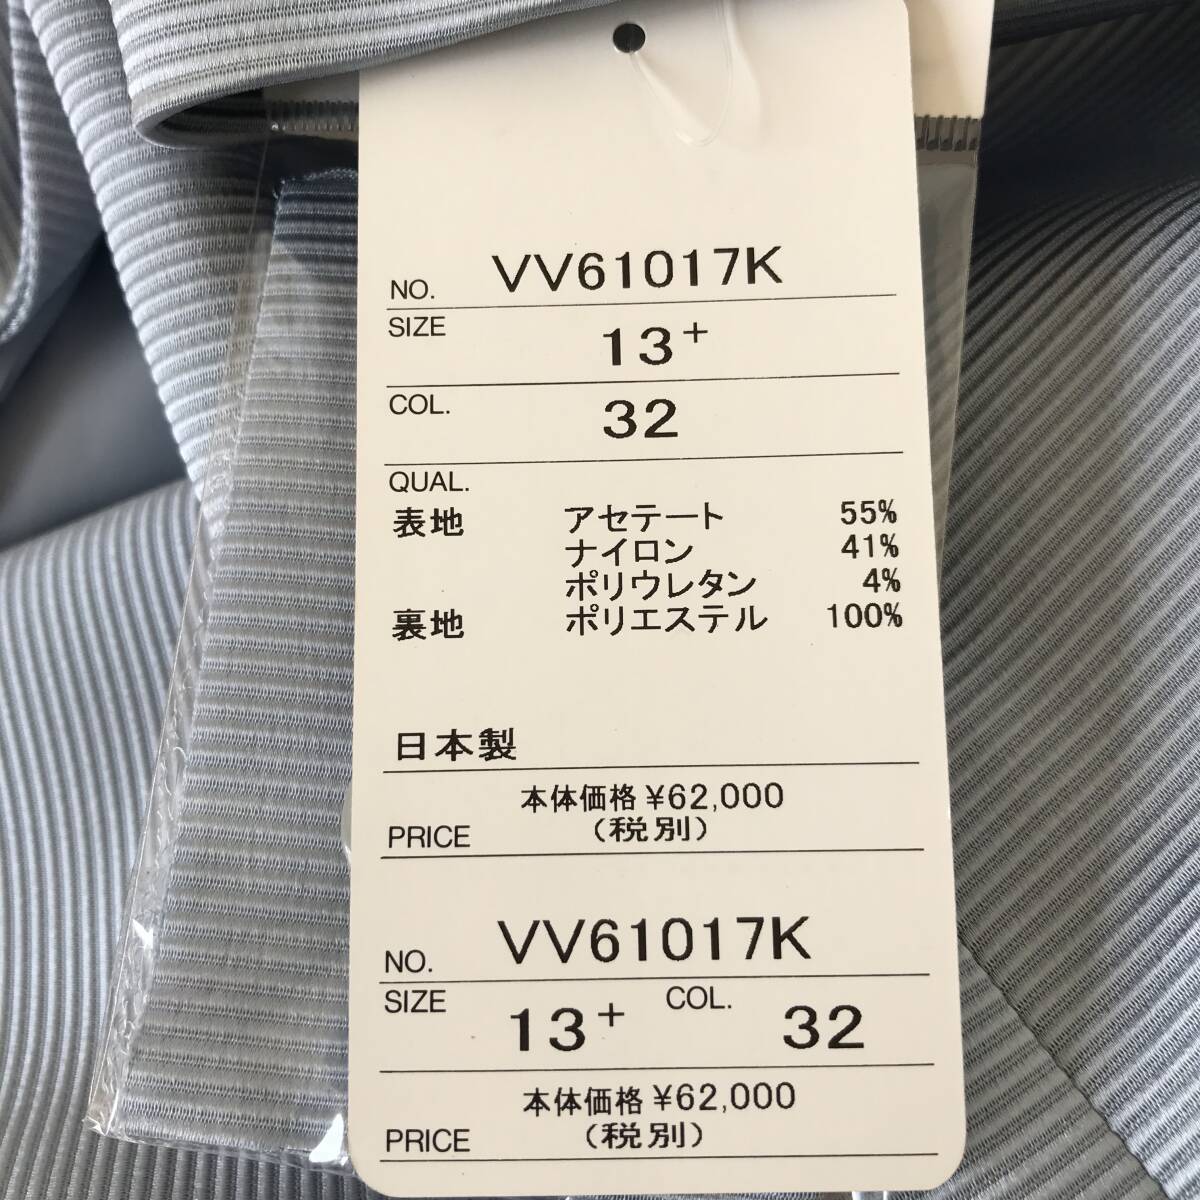 NO. VV61017K
SIZE 13+
COL. 32
QUAL.
表地 アセテート 55%
ナイロン 41%
ポリウレタン 4%
裏地 ポリエステル 100%
日本製
本体価格 ¥62,000
PRICE (税別)
NO. VV61017K
SIZE 13+ COL. 32
本体価格 ¥62,000
PRICE (税別)